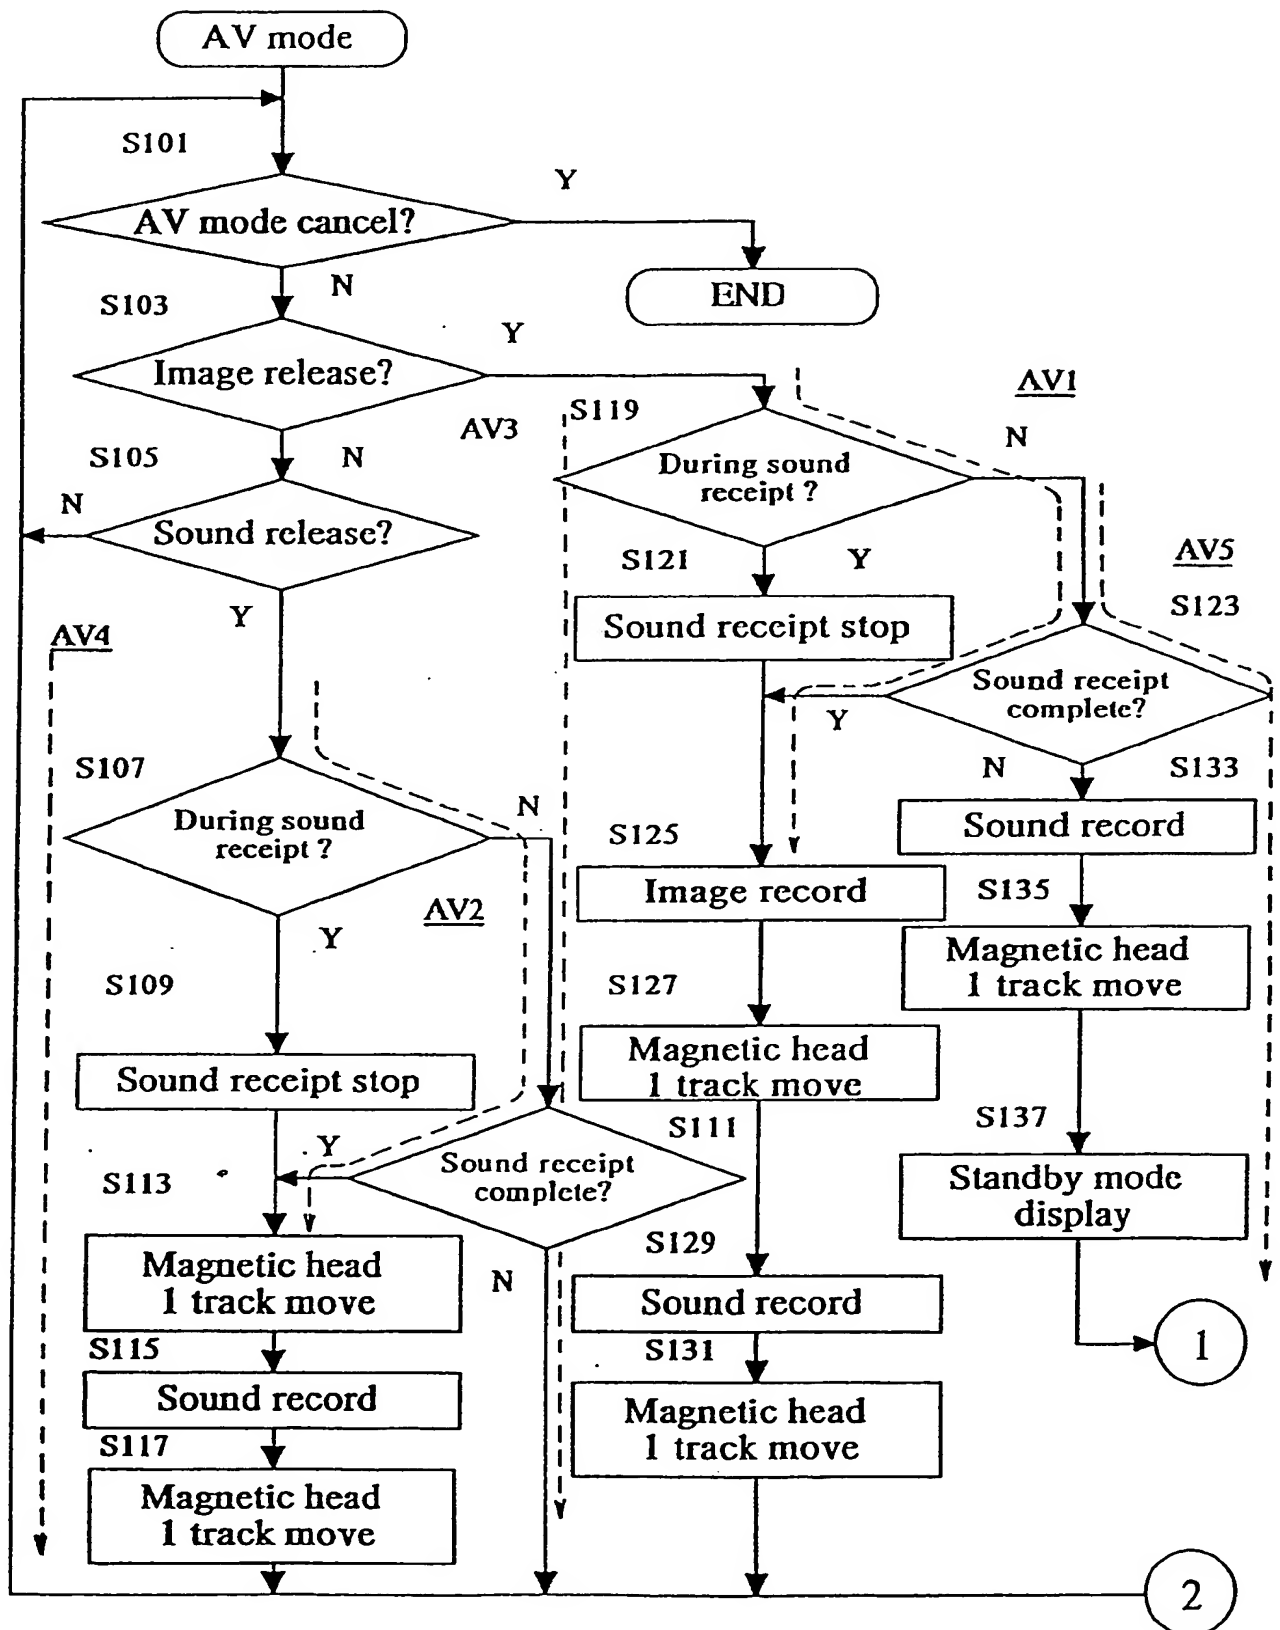 AV mode
S101
Y
AV mode cancel?
N
END
S103
Y
Image release?
AV1
S119
AV3
N
S105
N
During sound
receipt ?
N
Sound release?
S121
Y
AV5
S123
Y
Sound receipt stop
AV4
Sound receipt
complete?
Y
S107
N
S133
N
During sound
receipt ?
S125
Sound record
Image record
S135
AV2
Y
Magnetic head
1 track move
S109
S127
Magnetic head
1 track move
Sound receipt stop
S111
S137
Y
Sound receipt
complete?
S113
Standby mode
display
S129
Magnetic head
1 track move
N
Sound record
S115
S131
1
Sound record
Magnetic head
1 track move
S117
Magnetic head
1 track move
2